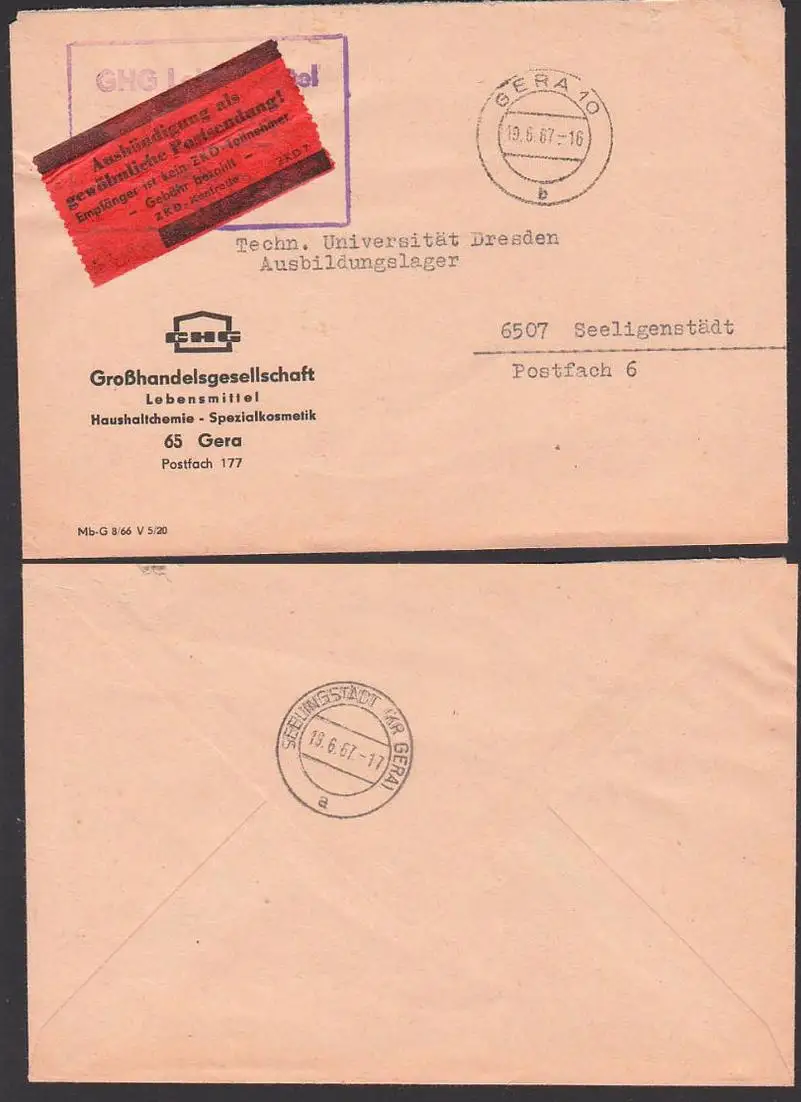 GHG
Aushändigung als
gewöhnliche Postsendung!
Empfänger ist kein ZKD-Teilnehmer
- Gebühr bezahlt -
ZKD-Kontrolle
ZKD 7
GERA 10
19.6.67-16
b
Techn. Universität Dresden
Ausbildungslager
6507 Seeligenstädt
Postfach 6
GHG
Großhandelsgesellschaft
Lebensmittel
Haushaltchemie - Spezialkosmetik
65 Gera
Postfach 177
Mb-G 8/66 V 5/20
SEELINGSTÄDT (KR GERA)
19.6.67.-17
a